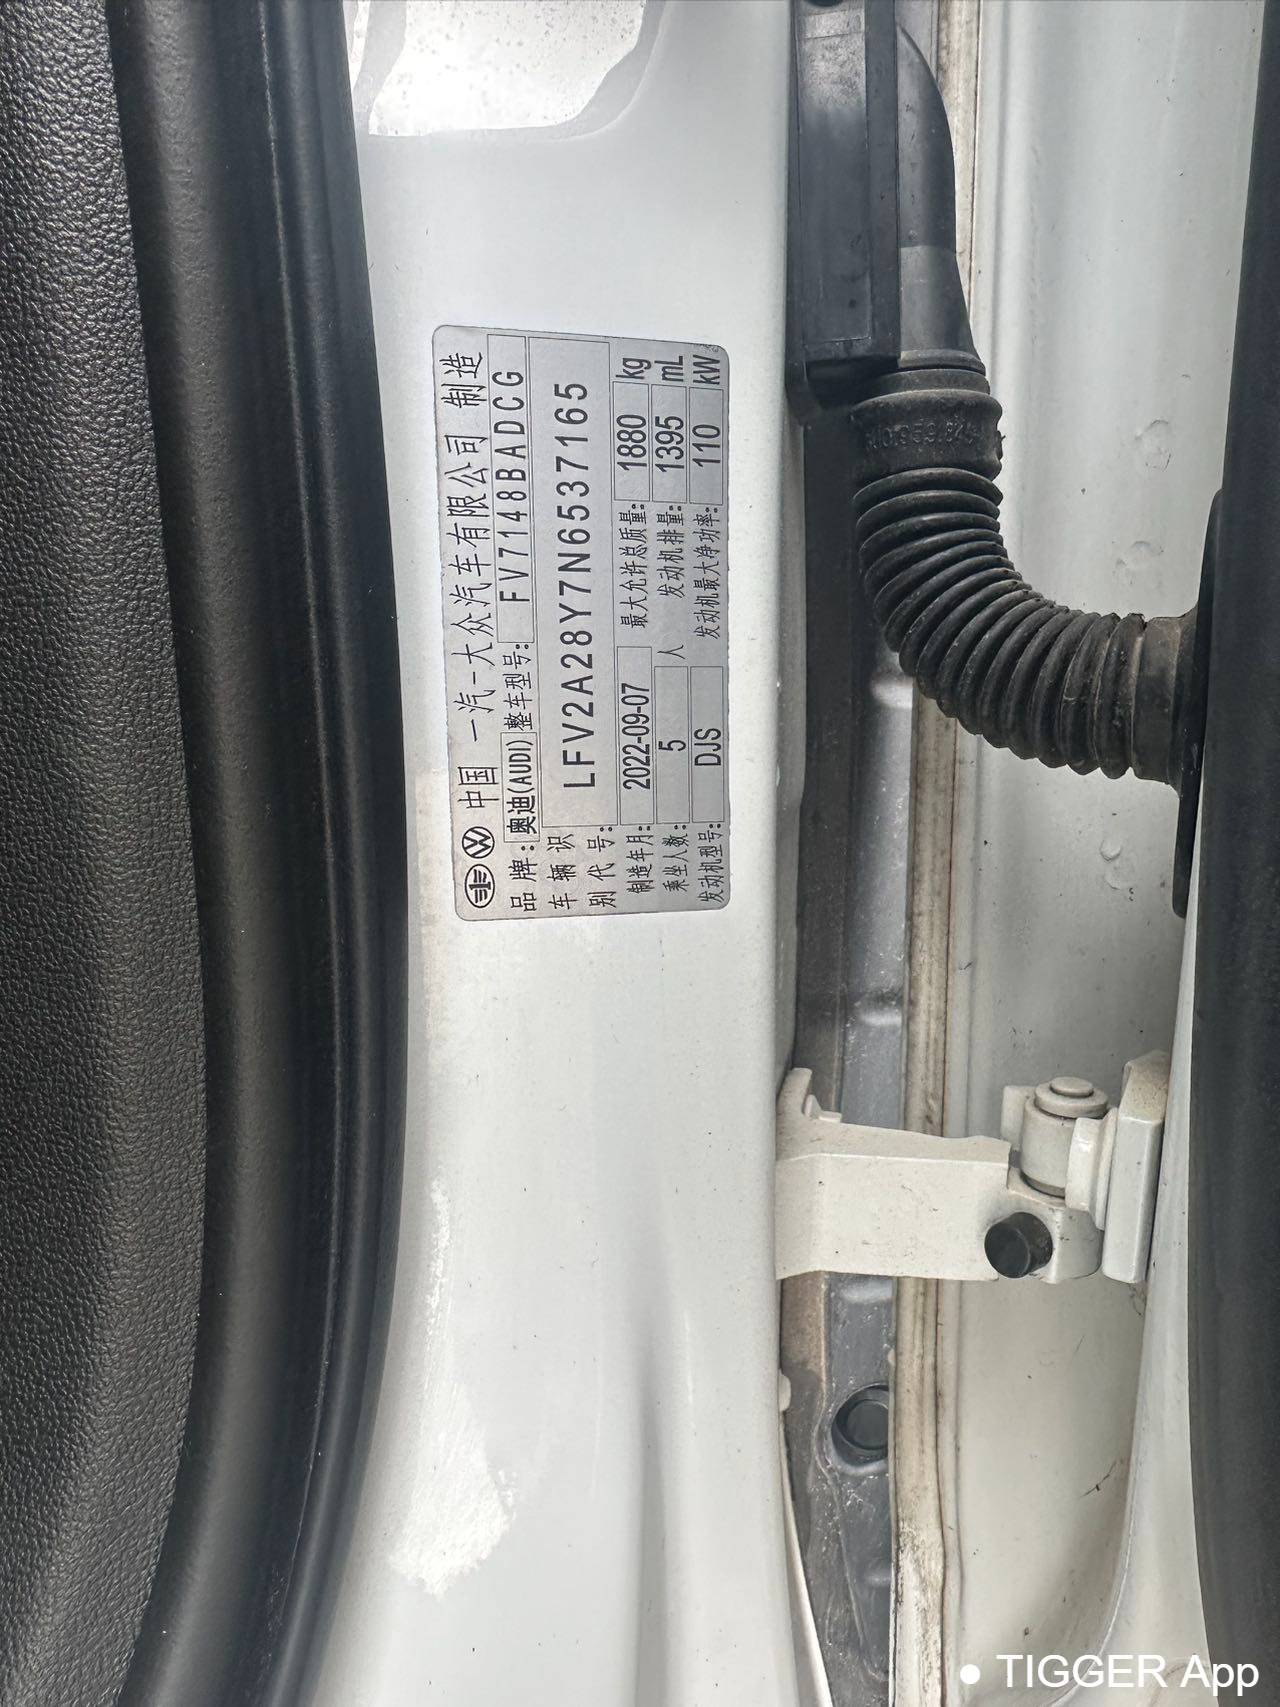 中国 一汽-大众汽车有限公司 制造
品牌: 奥迪(AUDI) 整车型号: FV7148BADCG
车辆识别代号: LFV2A28Y7N6537165
制造年月: 2022-09-07 最大允许总质量: 1880 kg
乘坐人数: 5 人 发动机排量: 1395 mL
发动机型号: DJS 发动机最大净功率: 110 kW
TIGGER App